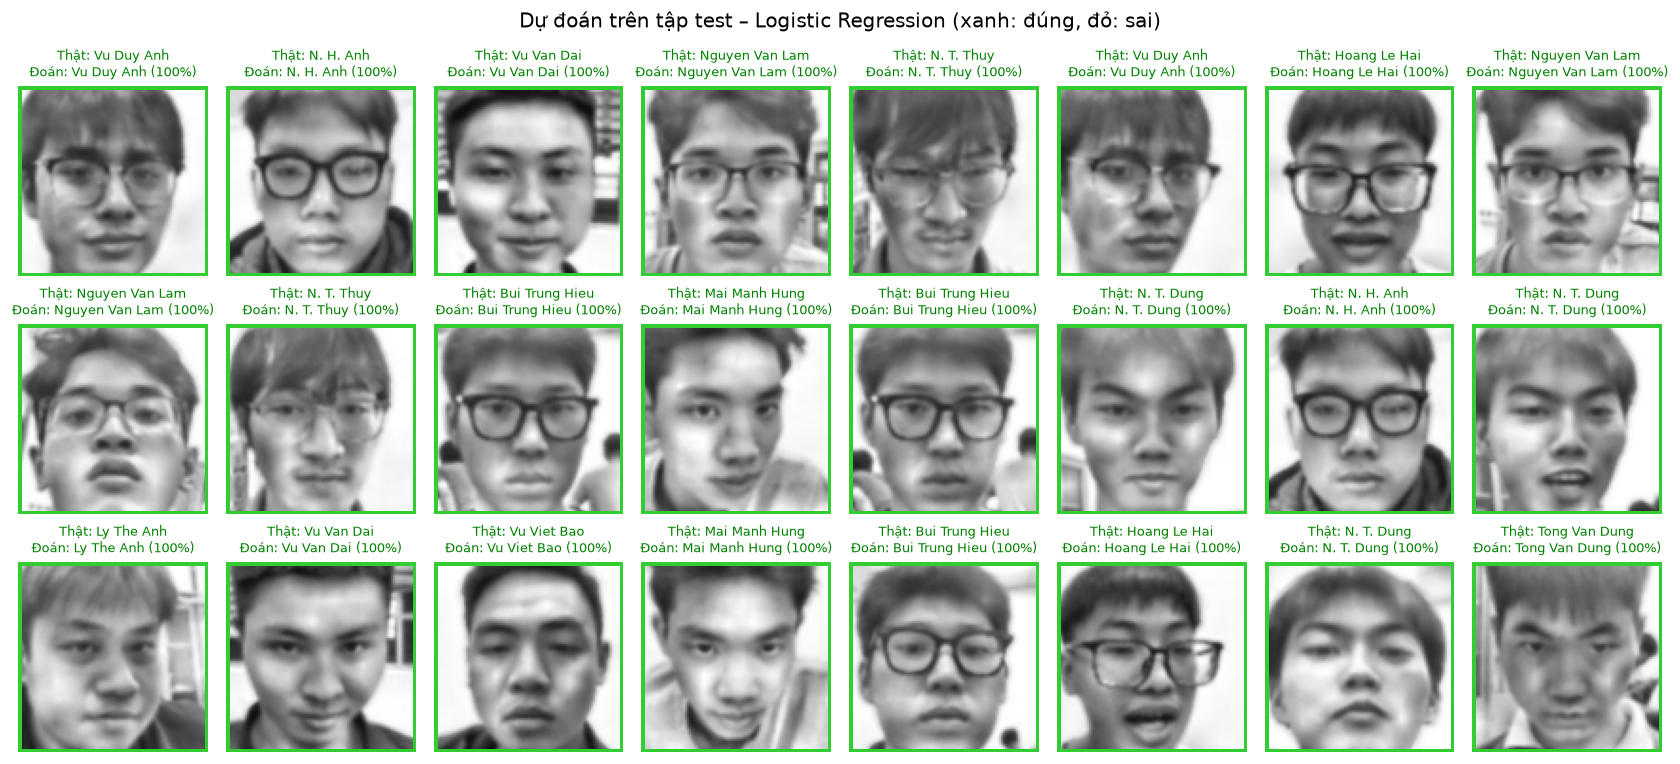 Dự đoán trên tập test – Logistic Regression (xanh: đúng, đỏ: sai)
Thật: Vu Duy Anh
Đoán: Vu Duy Anh (100%)
Thật: N. H. Anh
Đoán: N. H. Anh (100%)
Thật: Vu Van Dai
Đoán: Vu Van Dai (100%)
Thật: Nguyen Van Lam
Đoán: Nguyen Van Lam (100%)
Thật: N. T. Thuy
Đoán: N. T. Thuy (100%)
Thật: Vu Duy Anh
Đoán: Vu Duy Anh (100%)
Thật: Hoang Le Hai
Đoán: Hoang Le Hai (100%)
Thật: Nguyen Van Lam
Đoán: Nguyen Van Lam (100%)
Thật: Nguyen Van Lam
Đoán: Nguyen Van Lam (100%)
Thật: N. T. Thuy
Đoán: N. T. Thuy (100%)
Thật: Bui Trung Hieu
Đoán: Bui Trung Hieu (100%)
Thật: Mai Manh Hung
Đoán: Mai Manh Hung (100%)
Thật: Bui Trung Hieu
Đoán: Bui Trung Hieu (100%)
Thật: N. T. Dung
Đoán: N. T. Dung (100%)
Thật: N. H. Anh
Đoán: N. H. Anh (100%)
Thật: N. T. Dung
Đoán: N. T. Dung (100%)
Thật: Ly The Anh
Đoán: Ly The Anh (100%)
Thật: Vu Van Dai
Đoán: Vu Van Dai (100%)
Thật: Vu Viet Bao
Đoán: Vu Viet Bao (100%)
Thật: Mai Manh Hung
Đoán: Mai Manh Hung (100%)
Thật: Bui Trung Hieu
Đoán: Bui Trung Hieu (100%)
Thật: Hoang Le Hai
Đoán: Hoang Le Hai (100%)
Thật: N. T. Dung
Đoán: N. T. Dung (100%)
Thật: Tong Van Dung
Đoán: Tong Van Dung (100%)